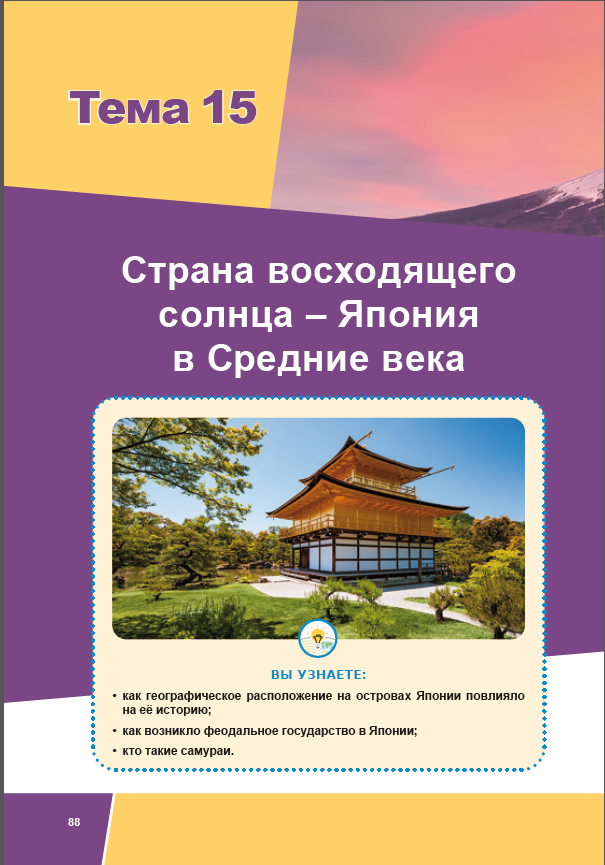 Тема 15
Страна восходящего
солнца – Япония
в Средние века
ВЫ УЗНАЕТЕ:
• как географическое расположение на островах Японии повлияло
на её историю;
• как возникло феодальное государство в Японии;
• кто такие самураи.
88